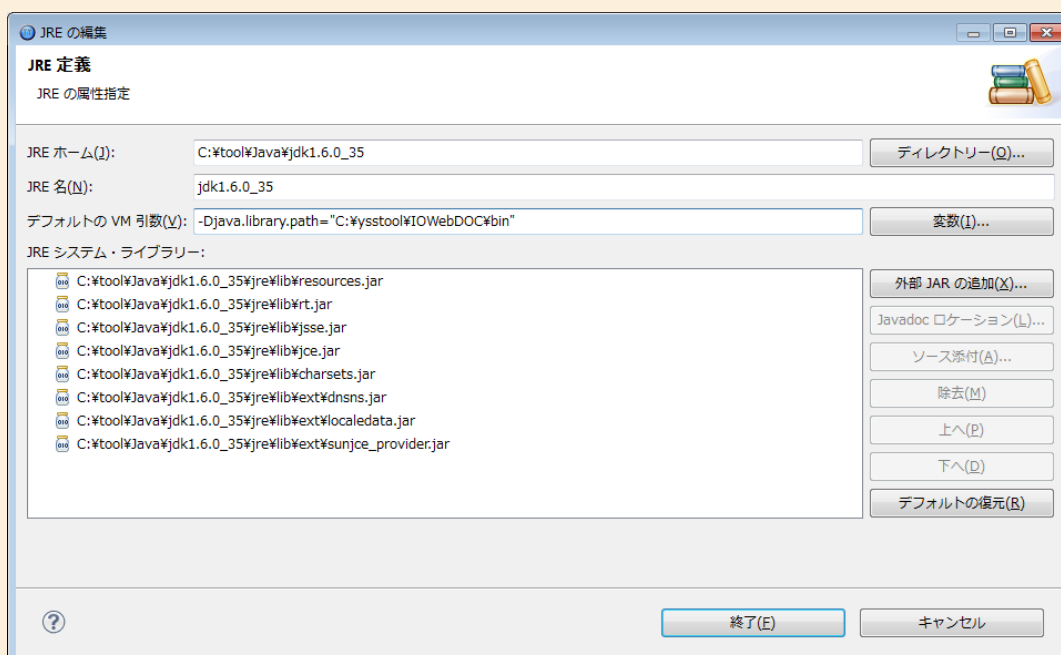 JRE の編集
JRE 定義
JRE の属性指定
JRE ホーム(J): C:¥tool¥Java¥jdk1.6.0_35 ディレクトリー(O)...
JRE 名(N): jdk1.6.0_35
デフォルトの VM 引数(V): -Djava.library.path="C:¥ysstool¥IOWebDOC¥bin" 変数(I)...
JRE システム・ライブラリー:
C:¥tool¥Java¥jdk1.6.0_35¥jre¥lib¥resources.jar
C:¥tool¥Java¥jdk1.6.0_35¥jre¥lib¥rt.jar
C:¥tool¥Java¥jdk1.6.0_35¥jre¥lib¥jsse.jar
C:¥tool¥Java¥jdk1.6.0_35¥jre¥lib¥jce.jar
C:¥tool¥Java¥jdk1.6.0_35¥jre¥lib¥charsets.jar
C:¥tool¥Java¥jdk1.6.0_35¥jre¥lib¥ext¥dnsns.jar
C:¥tool¥Java¥jdk1.6.0_35¥jre¥lib¥ext¥localedata.jar
C:¥tool¥Java¥jdk1.6.0_35¥jre¥lib¥ext¥sunjce_provider.jar
外部 JAR の追加(X)...
Javadoc ロケーション(L)...
ソース添付(A)...
除去(M)
上へ(P)
下へ(D)
デフォルトの復元(R)
?
終了(F) キャンセル